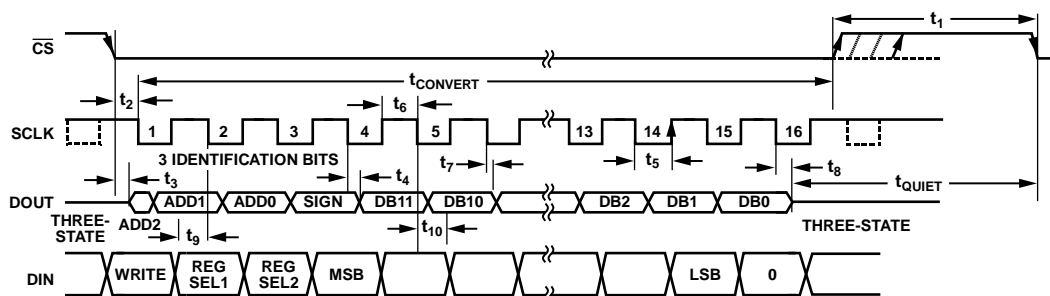 t1
CS
tCONVERT
t2
t6
SCLK
1 2 3 4 5 13 14 15 16
3 IDENTIFICATION BITS
t3
t4
t7
t5
t8
tQUIET
DOUT
ADD1 ADD0 SIGN DB11 DB10 DB2 DB1 DB0
THREE-
STATE
ADD2
THREE-STATE
t9
t10
DIN
WRITE
REG
SEL1
REG
SEL2
MSB
LSB
0